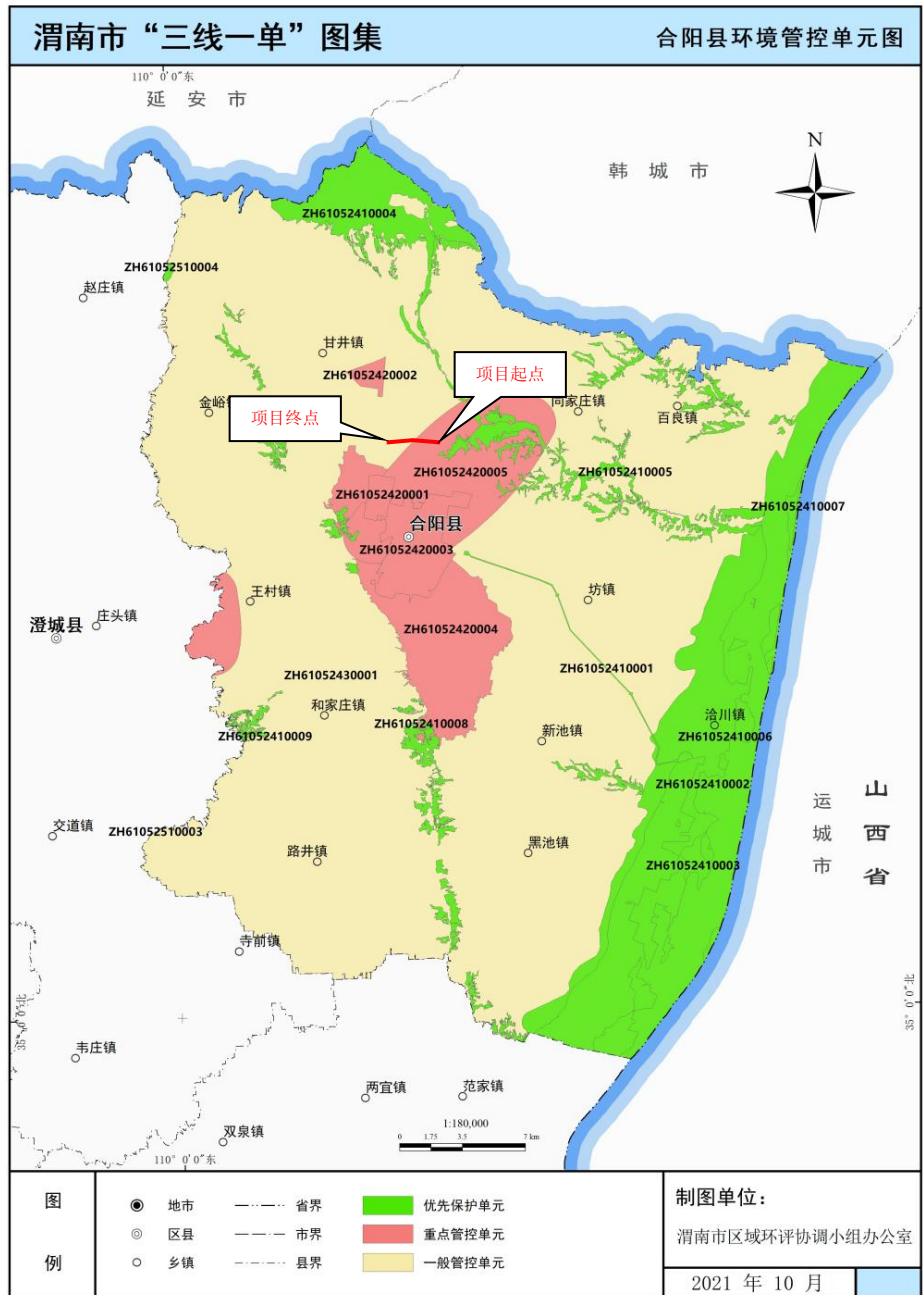 渭南市“三线一单”图集
合阳县环境管控单元图
110° 0′0″东
延安市
韩城市
N
ZH61052410004
ZH61052510004
赵庄镇
甘井镇
ZH61052420002
项目起点
金峪
同家庄镇
百良镇
项目终点
ZH61052420005
ZH61052410005
ZH61052420001
ZH61052410007
合阳县
ZH61052420003
王村镇
坊镇
庄头镇
澄城县
ZH61052420004
ZH61052430001
ZH61052410001
和家庄镇
ZH61052410008
洽川镇
ZH61052410009
ZH61052410006
新池镇
ZH61052410002
山西省
运城市
交道镇
ZH61052510003
路井镇
黑池镇
ZH61052410003
寺前镇
35° 0′0″北
35° 0′0″北
韦庄镇
两宜镇
范家镇
双泉镇
1:180,000
0 1.75 3.5 7 km
110° 0′0″东
图例
地市 省界 优先保护单元
区县 市界 重点管控单元
乡镇 县界 一般管控单元
制图单位：
渭南市区域环评协调小组办公室
2021 年 10 月